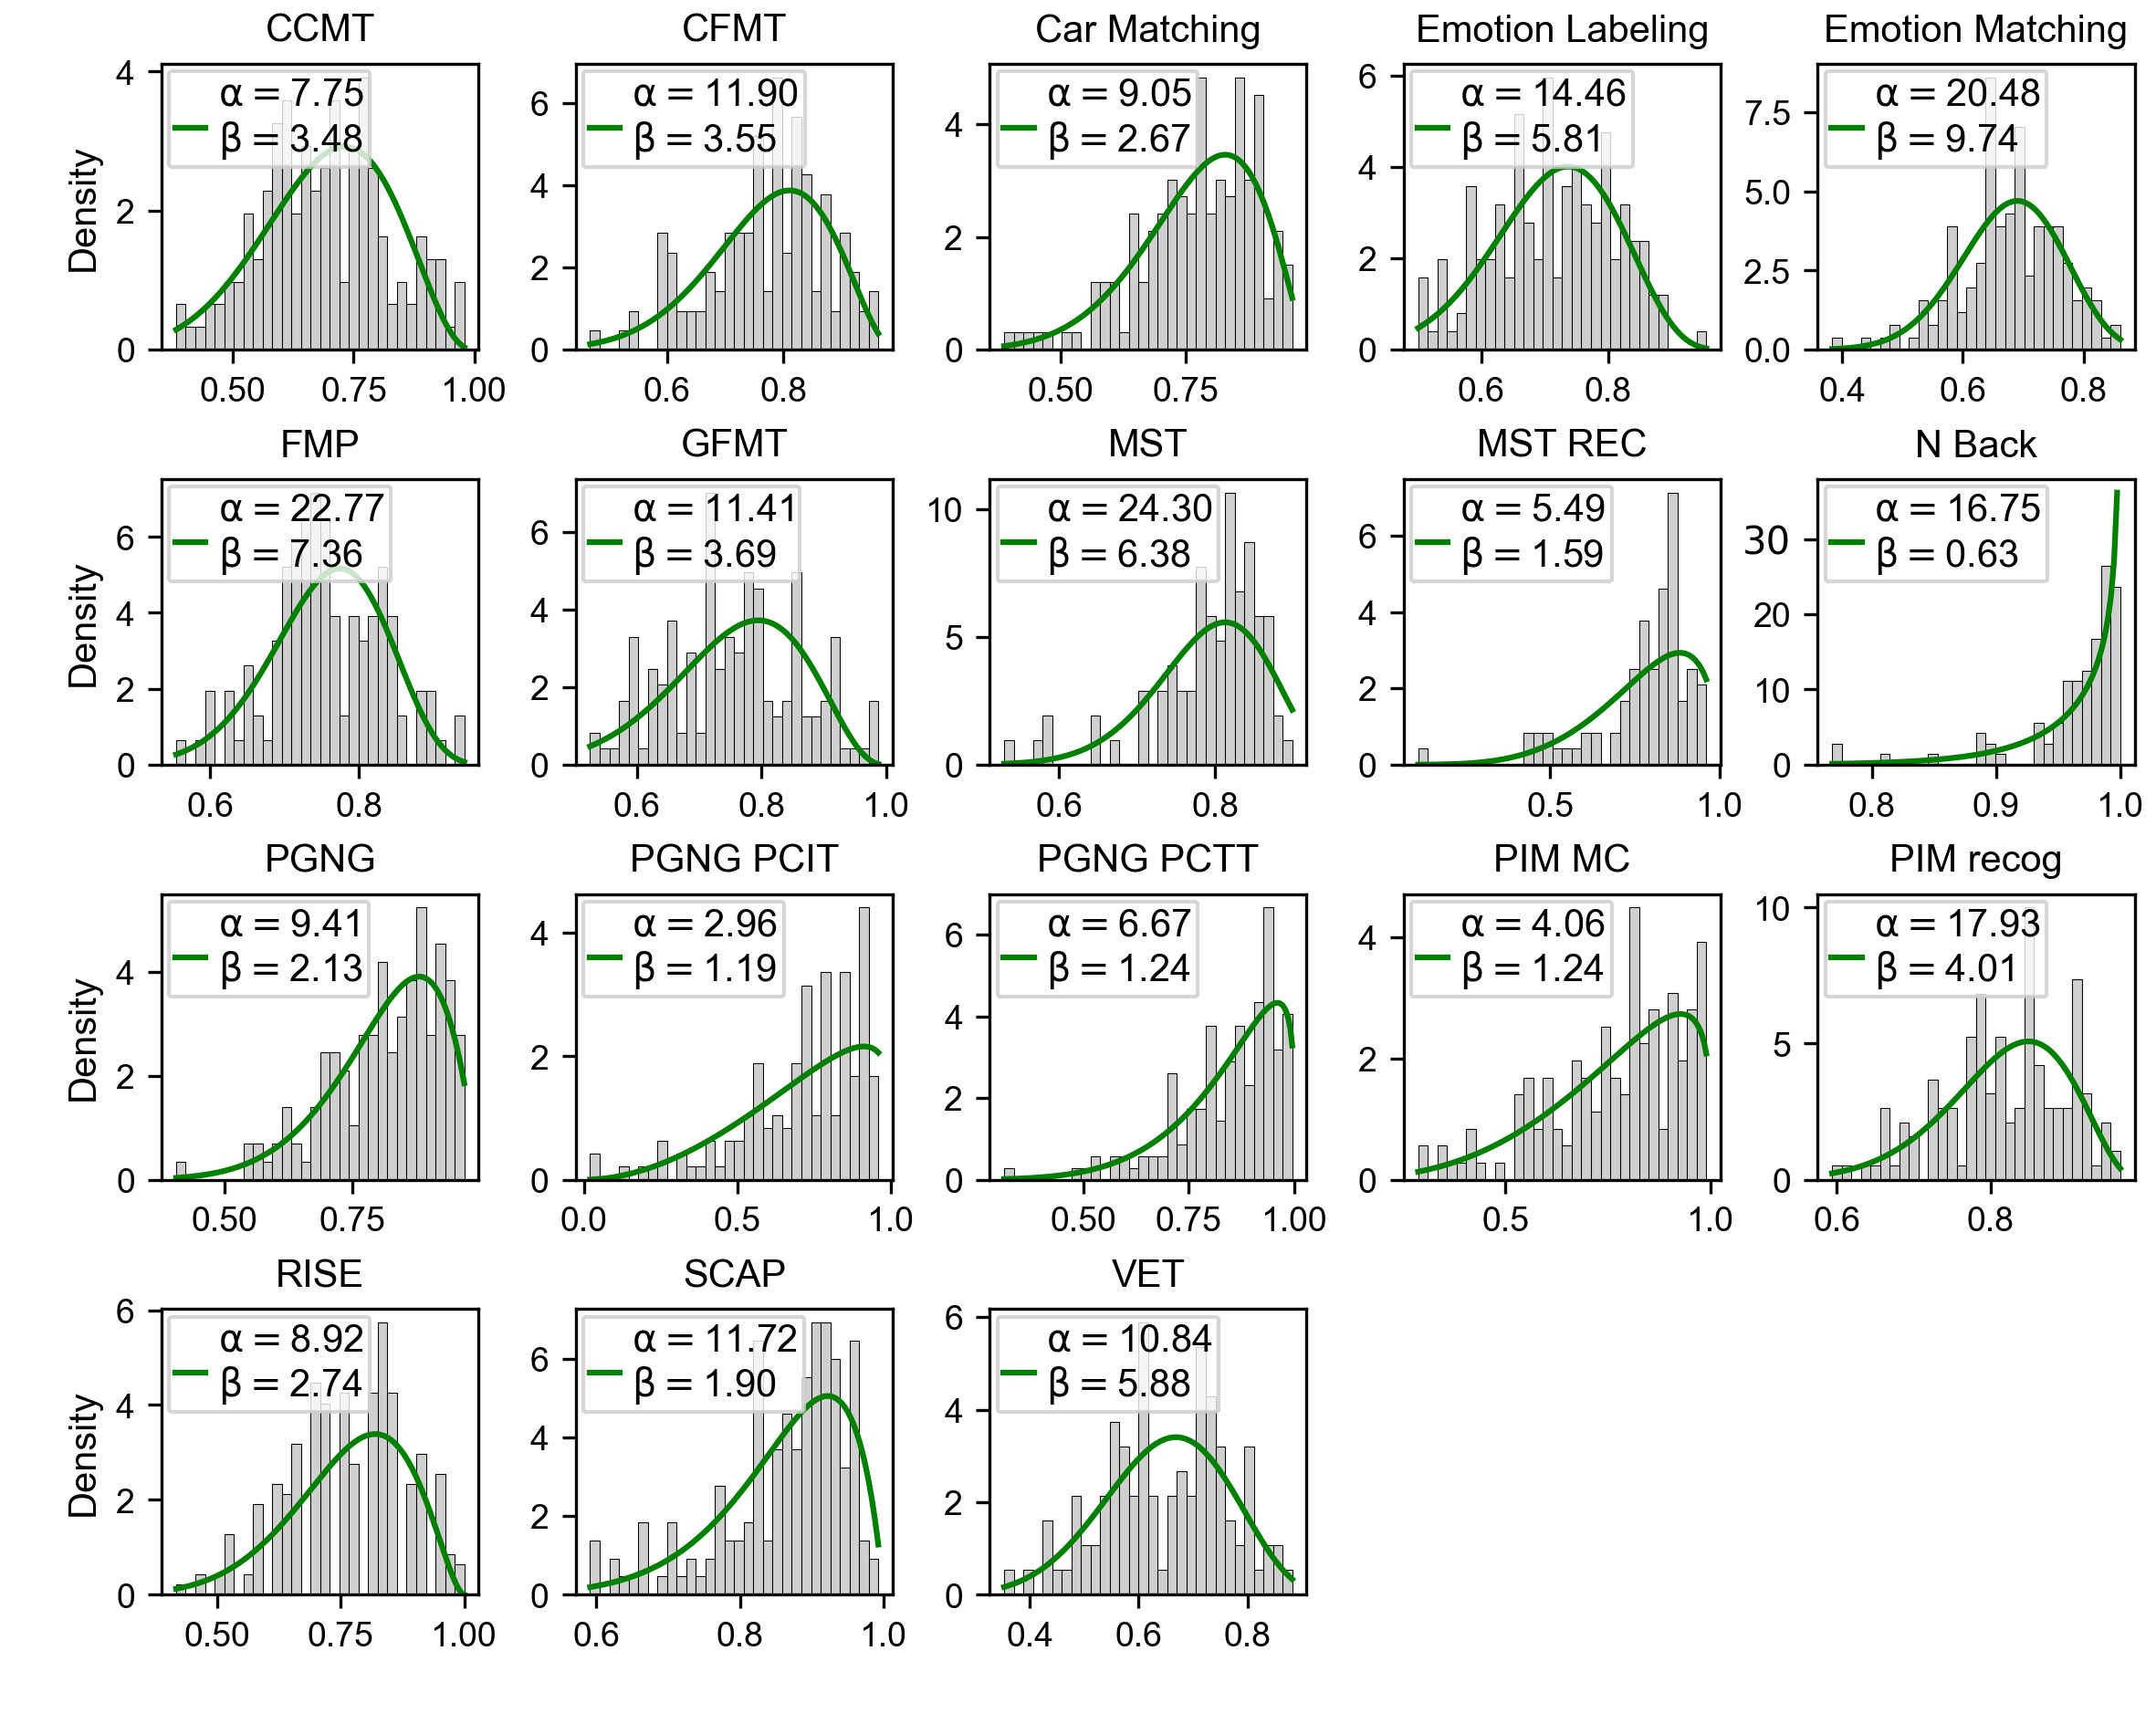 CCMT
CFMT
Car Matching
Emotion Labeling
Emotion Matching
Density
4
2
0
α = 7.75
β = 3.48
0.50 0.75 1.00
6
4
2
0
α = 11.90
β = 3.55
0.6 0.8
4
2
0
α = 9.05
β = 2.67
0.50 0.75
6
4
2
0
α = 14.46
β = 5.81
0.6 0.8
7.5
5.0
2.5
0.0
α = 20.48
β = 9.74
0.4 0.6 0.8
FMP
GFMT
MST
MST REC
N Back
Density
6
4
2
0
α = 22.77
β = 7.36
0.6 0.8
6
4
2
0
α = 11.41
β = 3.69
0.6 0.8 1.0
10
5
0
α = 24.30
β = 6.38
0.6 0.8
6
4
2
0
α = 5.49
β = 1.59
0.5 1.0
30
20
10
0
α = 16.75
β = 0.63
0.8 0.9 1.0
PGNG
PGNG PCIT
PGNG PCTT
PIM MC
PIM recog
Density
4
2
0
α = 9.41
β = 2.13
0.50 0.75
4
2
0
α = 2.96
β = 1.19
0.0 0.5 1.0
6
4
2
0
α = 6.67
β = 1.24
0.50 0.75 1.00
4
2
0
α = 4.06
β = 1.24
0.5 1.0
10
5
0
α = 17.93
β = 4.01
0.6 0.8
RISE
SCAP
VET
Density
6
4
2
0
α = 8.92
β = 2.74
0.50 0.75 1.00
6
4
2
0
α = 11.72
β = 1.90
0.6 0.8 1.0
6
4
2
0
α = 10.84
β = 5.88
0.4 0.6 0.8